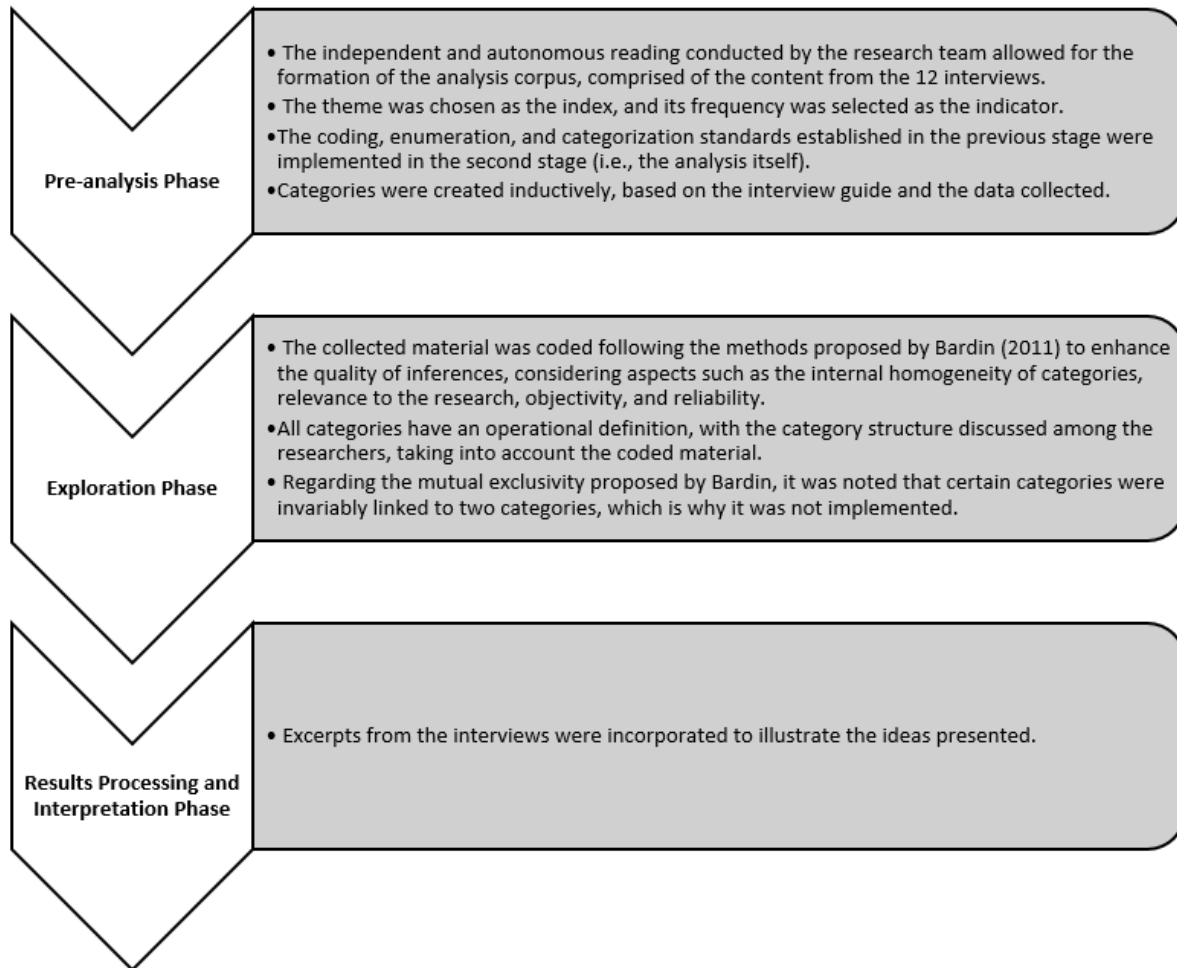 Pre-analysis Phase
• The independent and autonomous reading conducted by the research team allowed for the
formation of the analysis corpus, comprised of the content from the 12 interviews.
• The theme was chosen as the index, and its frequency was selected as the indicator.
•The coding, enumeration, and categorization standards established in the previous stage were
implemented in the second stage (i.e., the analysis itself).
•Categories were created inductively, based on the interview guide and the data collected.
Exploration Phase
• The collected material was coded following the methods proposed by Bardin (2011) to enhance
the quality of inferences, considering aspects such as the internal homogeneity of categories,
relevance to the research, objectivity, and reliability.
•All categories have an operational definition, with the category structure discussed among the
researchers, taking into account the coded material.
• Regarding the mutual exclusivity proposed by Bardin, it was noted that certain categories were
invariably linked to two categories, which is why it was not implemented.
Results Processing and
Interpretation Phase
• Excerpts from the interviews were incorporated to illustrate the ideas presented.